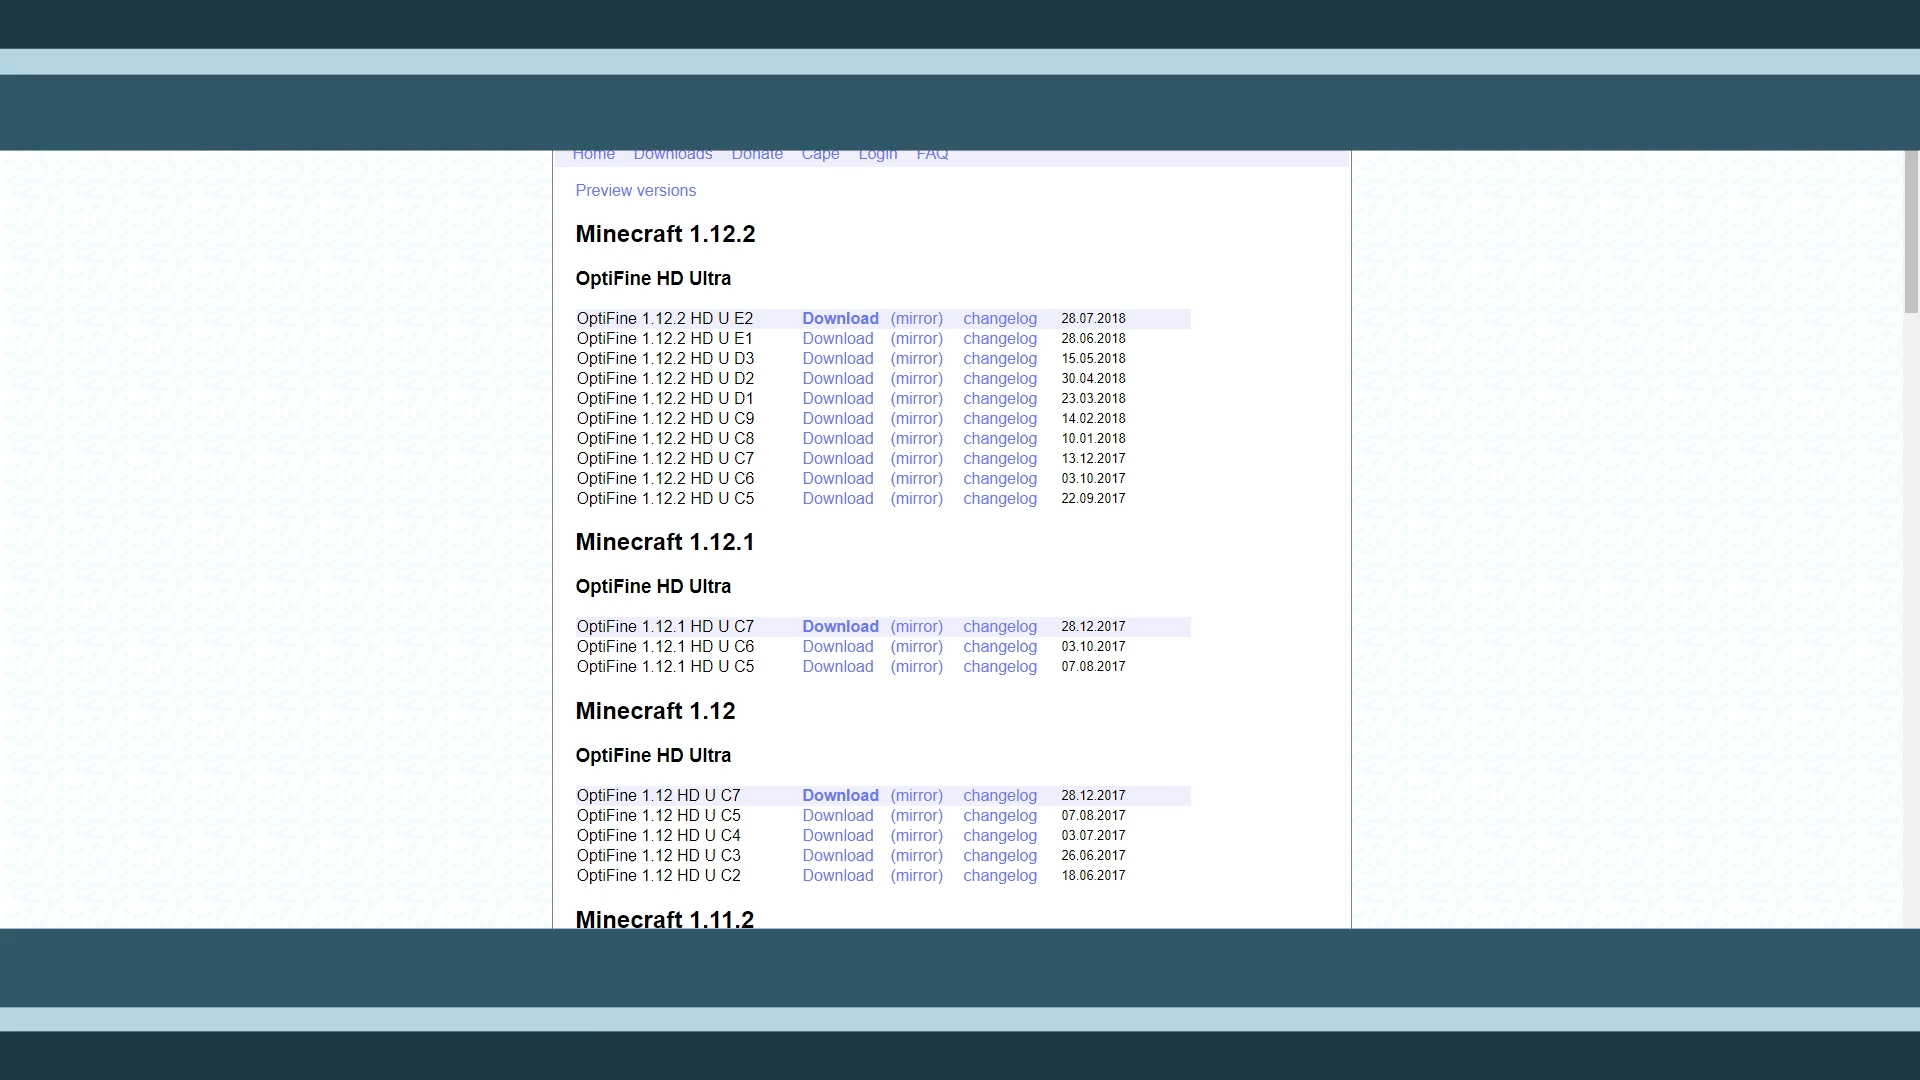 Home Downloads Donate Cape Login FAQ
Preview versions
Minecraft 1.12.2
OptiFine HD Ultra
OptiFine 1.12.2 HD U E2 Download (mirror) changelog 28.07.2018
OptiFine 1.12.2 HD U E1 Download (mirror) changelog 28.06.2018
OptiFine 1.12.2 HD U D3 Download (mirror) changelog 15.05.2018
OptiFine 1.12.2 HD U D2 Download (mirror) changelog 30.04.2018
OptiFine 1.12.2 HD U D1 Download (mirror) changelog 23.03.2018
OptiFine 1.12.2 HD U C9 Download (mirror) changelog 14.02.2018
OptiFine 1.12.2 HD U C8 Download (mirror) changelog 10.01.2018
OptiFine 1.12.2 HD U C7 Download (mirror) changelog 13.12.2017
OptiFine 1.12.2 HD U C6 Download (mirror) changelog 03.10.2017
OptiFine 1.12.2 HD U C5 Download (mirror) changelog 22.09.2017
Minecraft 1.12.1
OptiFine HD Ultra
OptiFine 1.12.1 HD U C7 Download (mirror) changelog 28.12.2017
OptiFine 1.12.1 HD U C6 Download (mirror) changelog 03.10.2017
OptiFine 1.12.1 HD U C5 Download (mirror) changelog 07.08.2017
Minecraft 1.12
OptiFine HD Ultra
OptiFine 1.12 HD U C7 Download (mirror) changelog 28.12.2017
OptiFine 1.12 HD U C5 Download (mirror) changelog 07.08.2017
OptiFine 1.12 HD U C4 Download (mirror) changelog 03.07.2017
OptiFine 1.12 HD U C3 Download (mirror) changelog 26.06.2017
OptiFine 1.12 HD U C2 Download (mirror) changelog 18.06.2017
Minecraft 1.11.2